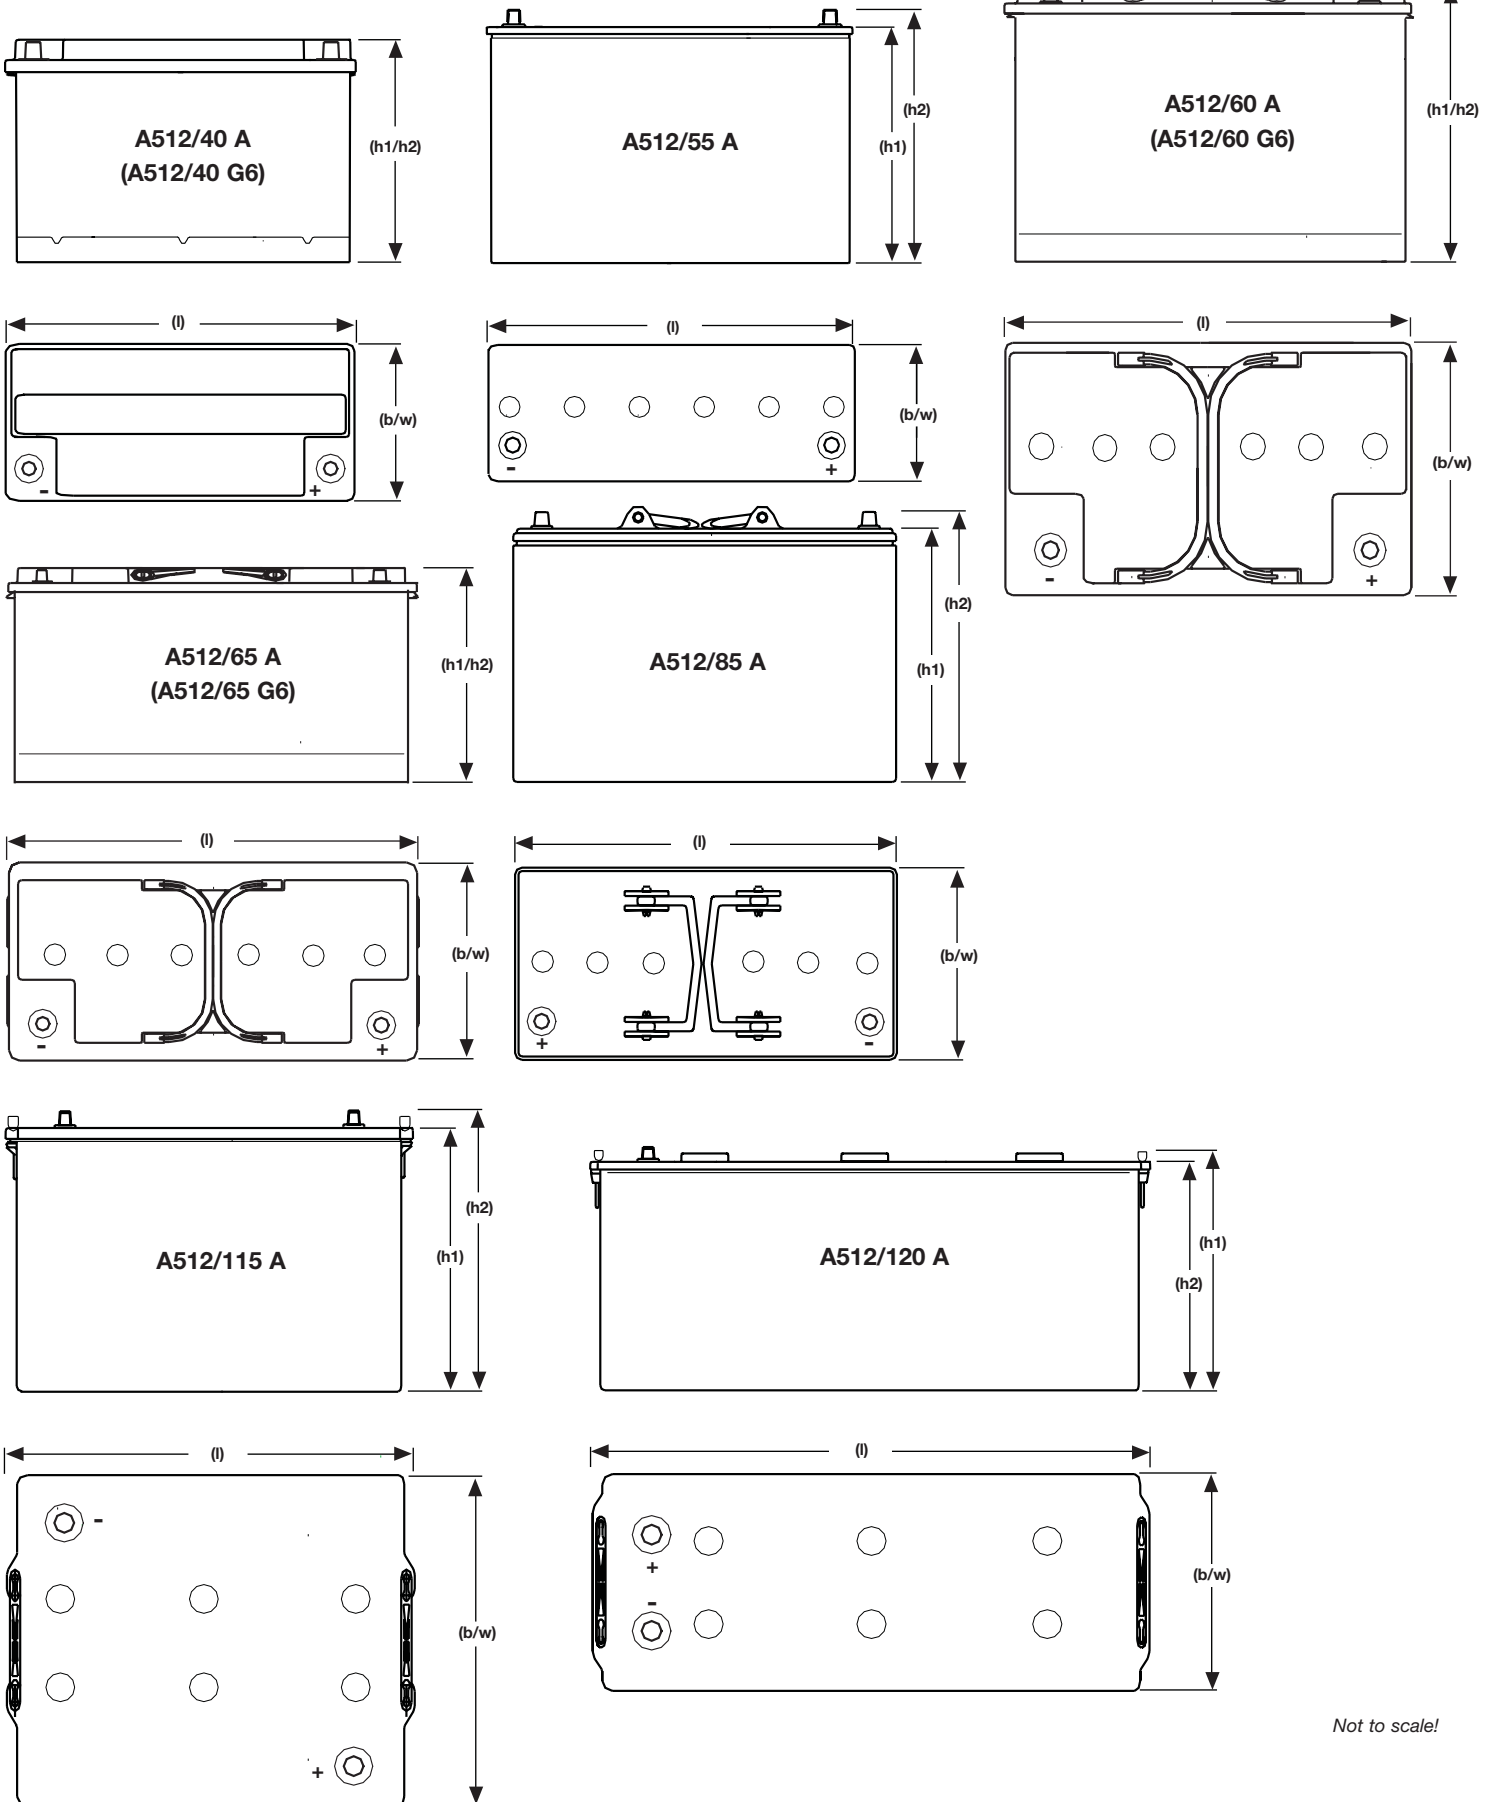 A512/40 A
(A512/40 G6)
(h1/h2)
A512/55 A
(h2)
(h1)
A512/60 A
(A512/60 G6)
(h1/h2)
(l)
(b/w)
-
+
(l)
(b/w)
-
+
(l)
(b/w)
-
+
A512/65 A
(A512/65 G6)
(h1/h2)
A512/85 A
(h2)
(h1)
(l)
(b/w)
-
+
(l)
(b/w)
+
-
A512/115 A
(h2)
(h1)
A512/120 A
(h1)
(h2)
(l)
-
(b/w)
+
(l)
+
-
(b/w)
Not to scale!